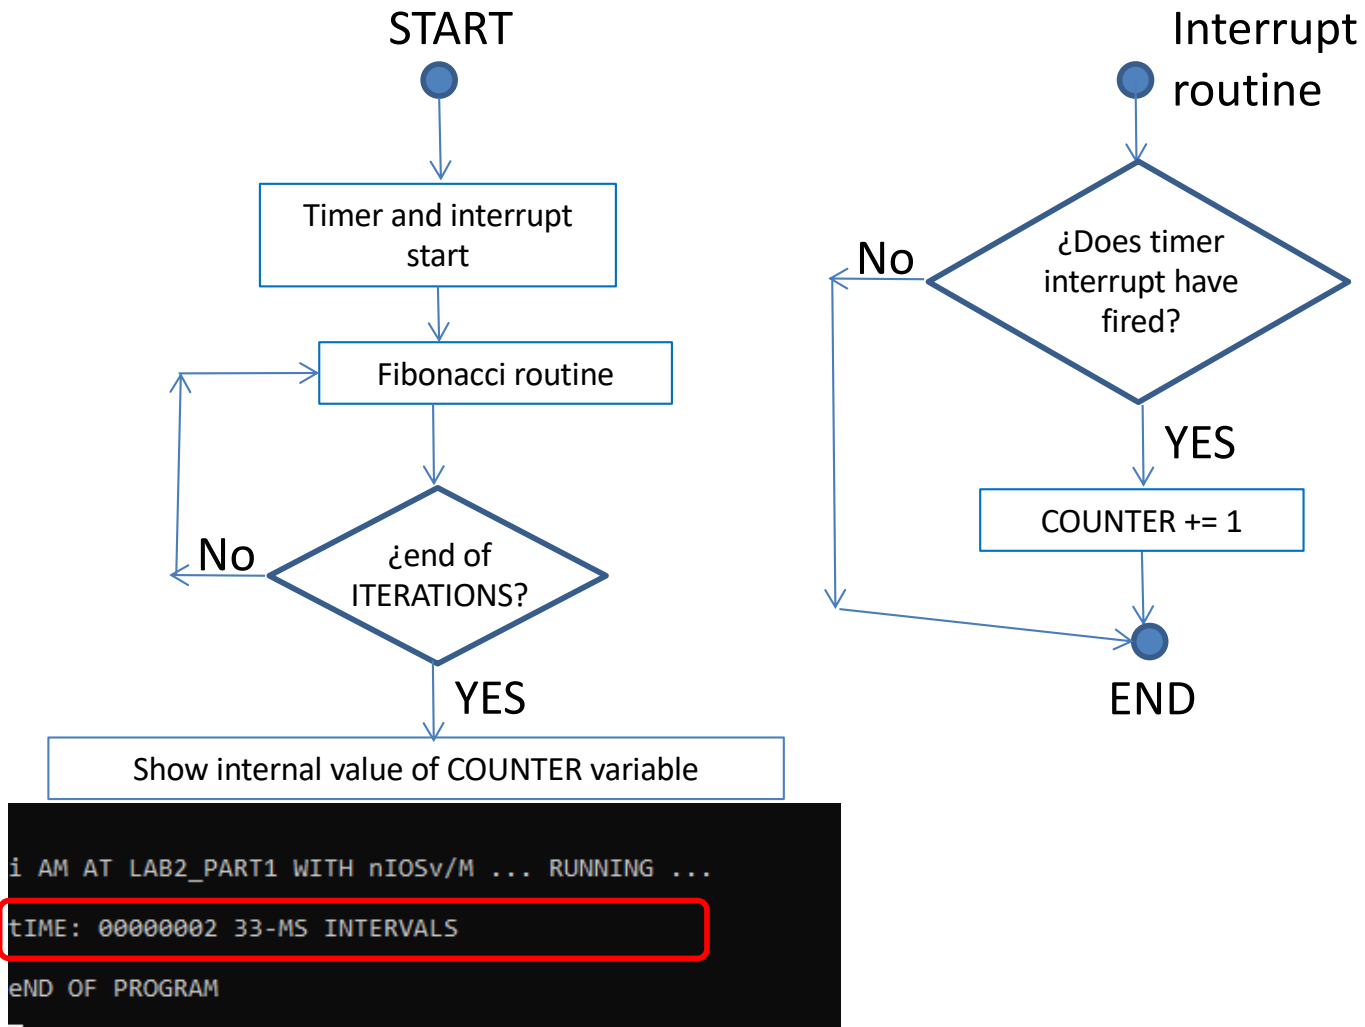 START
Timer and interrupt
start
Fibonacci routine
No
¿end of
ITERATIONS?
YES
Show internal value of COUNTER variable
i AM AT LAB2_PART1 WITH nIOSv/M ... RUNNING ...
tIME: 00000002 33-MS INTERVALS
eND OF PROGRAM
Interrupt
routine
¿Does timer
interrupt have
fired?
No
YES
COUNTER += 1
END